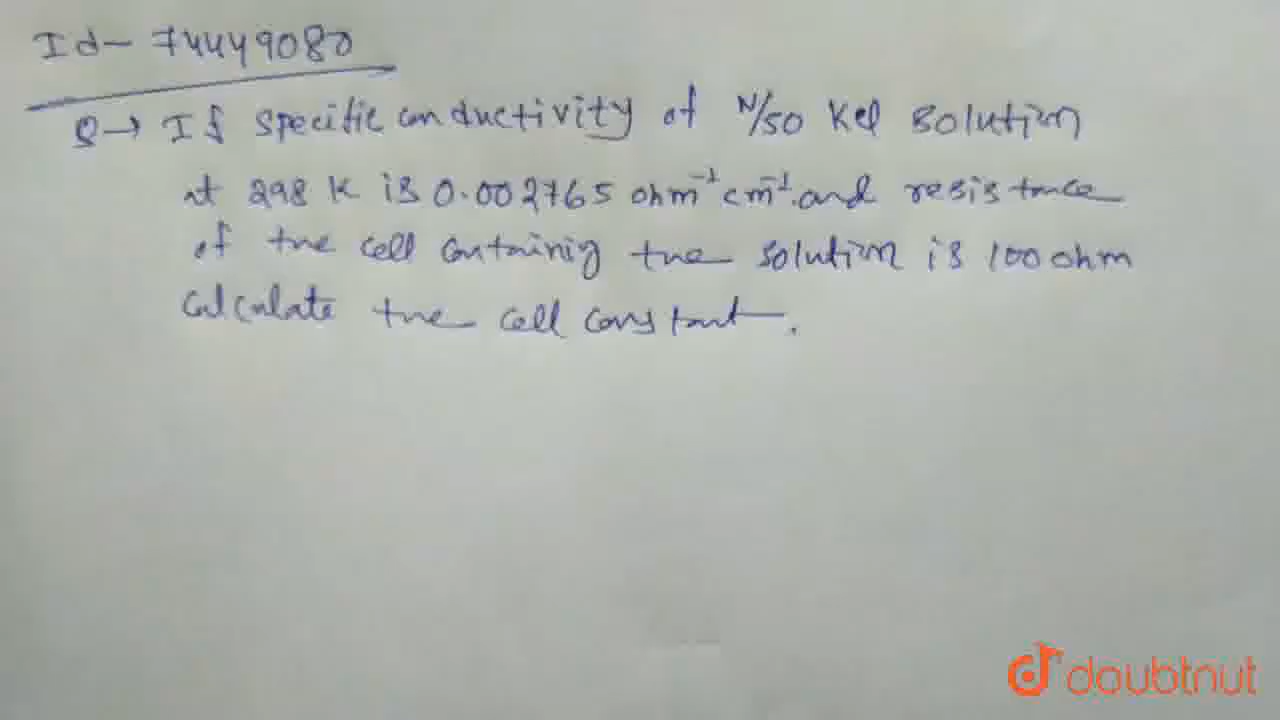 Id- 74449080
Q→ If specific conductivity of N/50 Kcl solution
at 298 K is 0.002765 ohm⁻¹ cm⁻¹. and resistance
of the cell containig the solution is 100 ohm
calculate the cell constant.
doubtnut